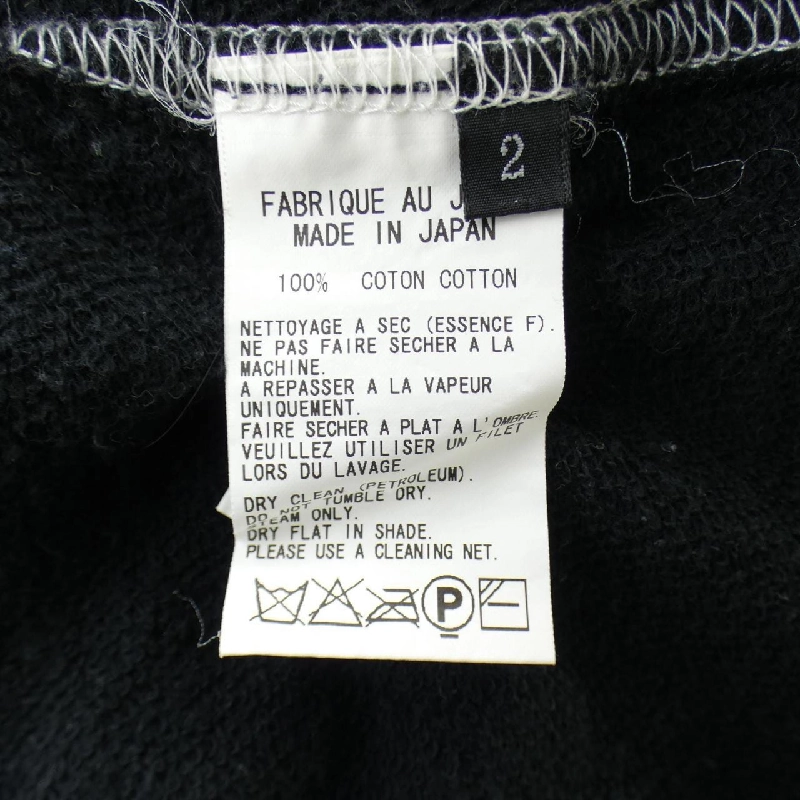 2
FABRIQUE AU
MADE IN JAPAN
100% COTON COTTON
NETTOYAGE A SEC (ESSENCE F).
NE PAS FAIRE SECHER A LA
MACHINE.
A REPASSER A LA VAPEUR
UNIQUEMENT.
FAIRE SECHER A PLAT A L'OMBRE.
VEUILLEZ UTILISER UN FILET
LORS DU LAVAGE.
DRY CLEAN (PETROLEUM).
DO NOT TUMBLE DRY.
STEAM ONLY.
DRY FLAT IN SHADE.
PLEASE USE A CLEANING NET.
P